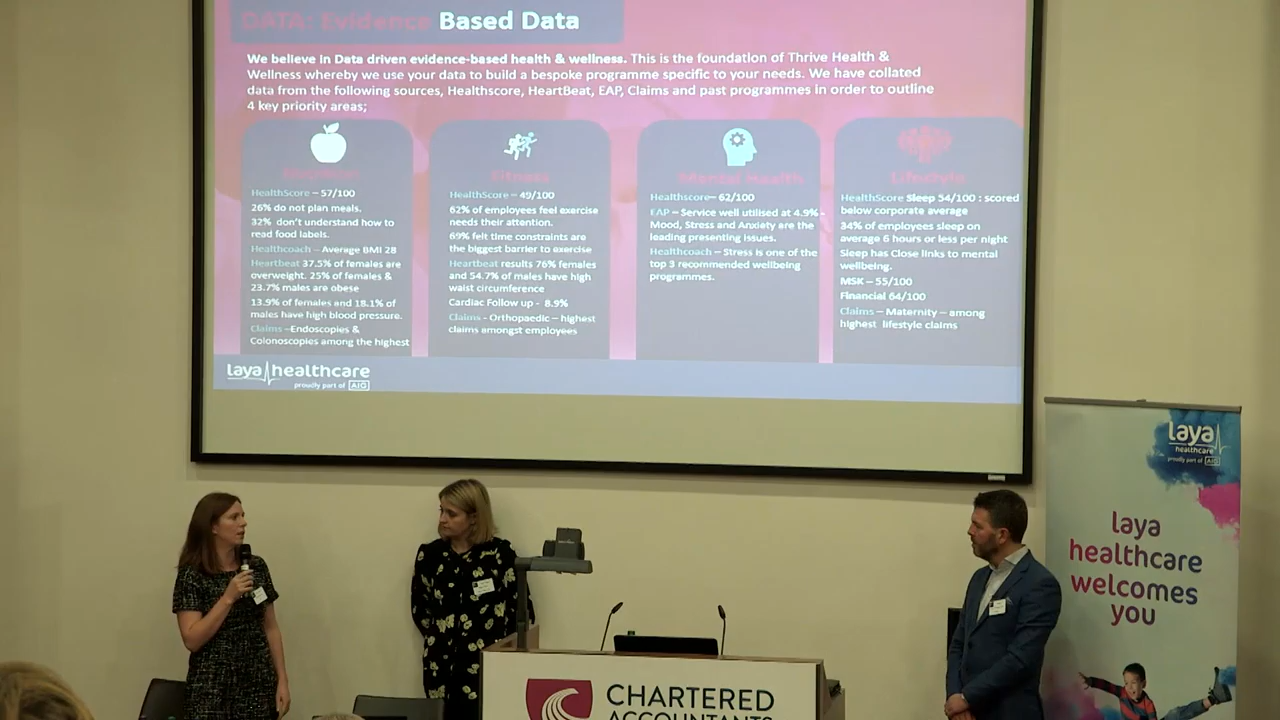 DATA: Evidence Based Data
We believe in Data driven evidence-based health & wellness. This is the foundation of Thrive Health &
Wellness whereby we use your data to build a bespoke programme specific to your needs. We have collated
data from the following sources, Healthscore, HeartBeat, EAP, Claims and past programmes in order to outline
4 key priority areas;
HealthScore – 57/100
26% do not plan meals.
32% don't understand how to
read food labels.
Healthcoach – Average BMI 28
Heartbeat 37.5% of females are
overweight. 25% of females &
23.7% males are obese
13.9% of females and 18.1% of
males have high blood pressure.
Claims –Endoscopies &
Colonoscopies among the highest
Fitness
HealthScore – 49/100
62% of employees feel exercise
needs their attention.
69% felt time constraints are
the biggest barrier to exercise
Heartbeat results 76% females
and 54.7% of males have high
waist circumference
Cardiac Follow up - 8.9%
Claims - Orthopaedic – highest
claims amongst employees
Mental Health
Healthscore– 62/100
EAP – Service well utilised at 4.9% -
Mood, Stress and Anxiety are the
leading presenting issues.
Healthcoach – Stress is one of the
top 3 recommended wellbeing
programmes.
Lifestyle
HealthScore Sleep 54/100 : scored
below corporate average
34% of employees sleep on
average 6 hours or less per night
Sleep has Close links to mental
wellbeing.
MSK – 55/100
Financial 64/100
Claims – Maternity – among
highest lifestyle claims
laya healthcare
proudly part of AIG
laya
healthcare
proudly part of AIG
laya
healthcare
welcomes
you
CHARTERED
ACCOUNTANTS